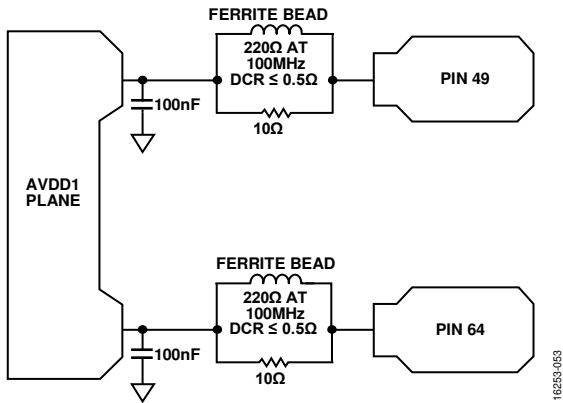 FERRITE BEAD
220Ω AT
100MHz
DCR ≤ 0.5Ω
10Ω
100nF
PIN 49
AVDD1
PLANE
FERRITE BEAD
220Ω AT
100MHz
DCR ≤ 0.5Ω
10Ω
100nF
PIN 64
16253-053